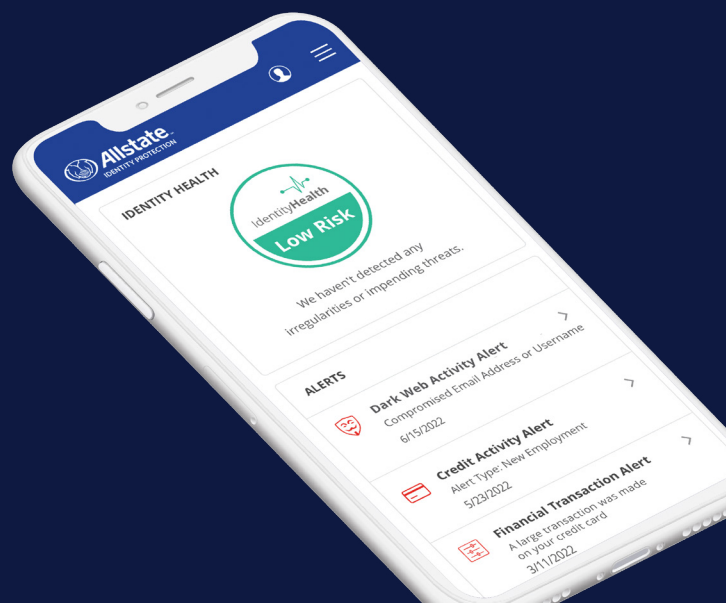 Allstate™
IDENTITY PROTECTION
IDENTITY HEALTH
IdentityHealth
Low Risk
We haven't detected any
irregularities or impending threats.
ALERTS
Dark Web Activity Alert
Compromised Email Address or Username
6/15/2022
Credit Activity Alert
Alert Type: New Employment
5/23/2022
Financial Transaction Alert
A large transaction was made
on your credit card
3/11/2022